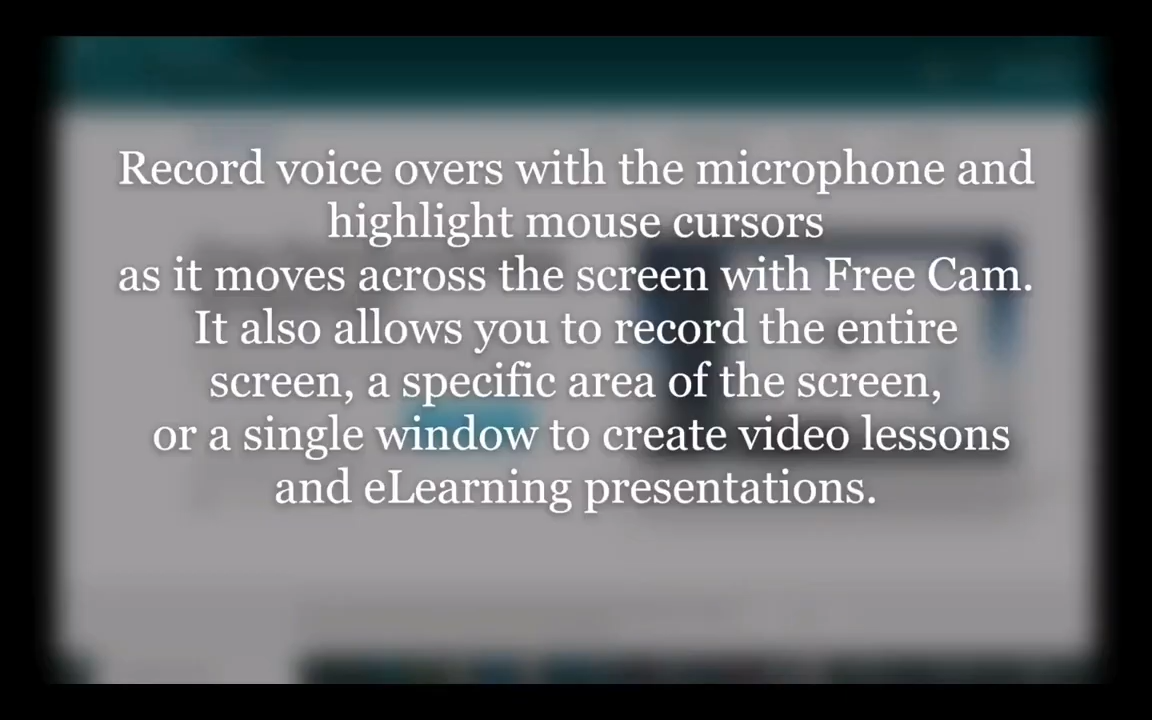 Record voice overs with the microphone and
highlight mouse cursors
as it moves across the screen with Free Cam.
It also allows you to record the entire
screen, a specific area of the screen,
or a single window to create video lessons
and eLearning presentations.